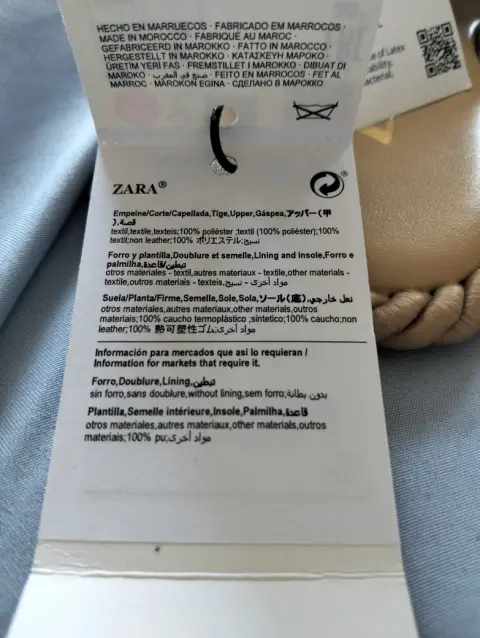 HECHO EN MARRUECOS · FABRICADO EM MARROCOS ·
MADE IN MOROCCO · FABRIQUÉ AU MAROC ·
GEFABRICEERD IN MAROKKO · FATTO IN MAROCCO ·
HERGESTELLT IN MAROKKO · ΚΑΤΑΣΚΕΥΗ ΜΑΡΟΚΟ ·
ÜRETIM YERI FAS · FREMSTILLET I MAROKKO · DIBUAT DI
MAROKO · صنع في المغرب · FEITO EN MARROCOS · FET AL
MARROC · MAROKON EGINA · СДЕЛАНО В МАРОККО
e of Latex.
ability.
acterial.
ZARA®
Empeine/Corte/Capellada,Tige,Upper,Gáspea,アッパー(甲
),قصة
textil,textile,texteis;100% poliéster ;textil (100% poliéster);100%
textil;non leather;100% ポリエステル;نسيج
Forro y plantilla,Doublure et semelle,Lining and insole,Forro e
palmilha,تبطين/قاعدة
otros materiales - textil,autres materiaux - textile,other materials -
textile,outros materiais - texteis,مواد أخرى - نسيج
Suela/Planta/Firme,Semelle,Sole,Sola,ソール(底),نعل خارجي
otros materiales,autres materiaux,other materials,outros
materiais;100% caucho termoplástico ;sintetico;100% caucho;non
leather;100% 熱可塑性ゴム;مواد أخرى
Información para mercados que así lo requieran /
Information for markets that require it.
Forro,Doublure,Lining,تبطين
sin forro,sans doublure,without lining,sem forro;بدون بطانة
Plantilla,Semelle intérieure,Insole,Palmilha,قاعدة
otros materiales,autres materiaux,other materials,outros
materiais;100% pu;مواد أخرى